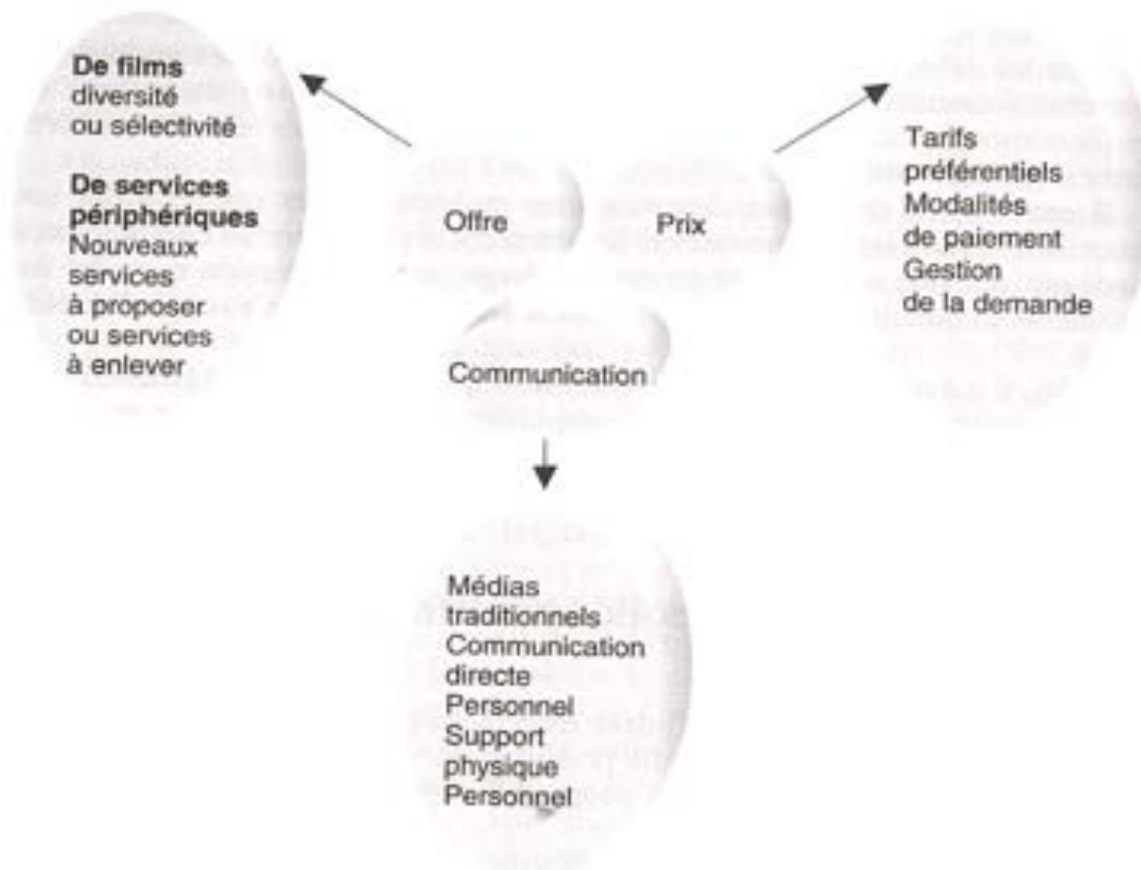 De films
diversité
ou sélectivité
De services
périphériques
Nouveaux
services
à proposer
ou services
à enlever
Offre
Prix
Tarifs
préférentiels
Modalités
de paiement
Gestion
de la demande
Communication
Médias
traditionnels
Communication
directe
Personnel
Support
physique
Personnel